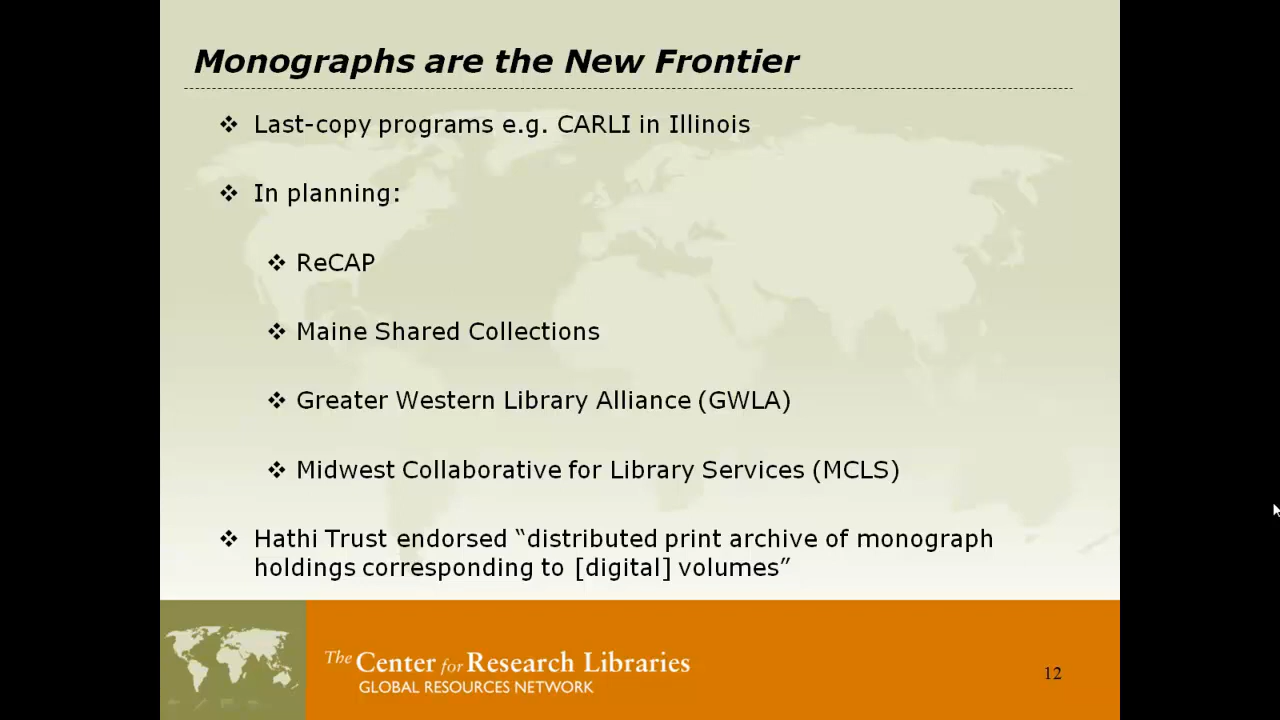 Monographs are the New Frontier
❖ Last-copy programs e.g. CARLI in Illinois
❖ In planning:
❖ ReCAP
❖ Maine Shared Collections
❖ Greater Western Library Alliance (GWLA)
❖ Midwest Collaborative for Library Services (MCLS)
❖ Hathi Trust endorsed “distributed print archive of monograph
holdings corresponding to [digital] volumes”
The Center for Research Libraries
GLOBAL RESOURCES NETWORK
12